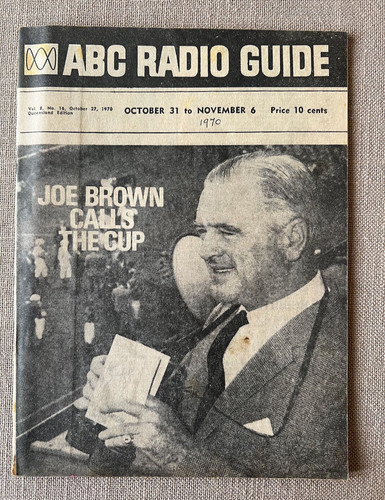 ABC RADIO GUIDE
Vol. 8, No. 16, October 27, 1970
Queensland Edition
OCTOBER 31 to NOVEMBER 6
Price 10 cents
1970
JOE BROWN
CALLS
THE CUP